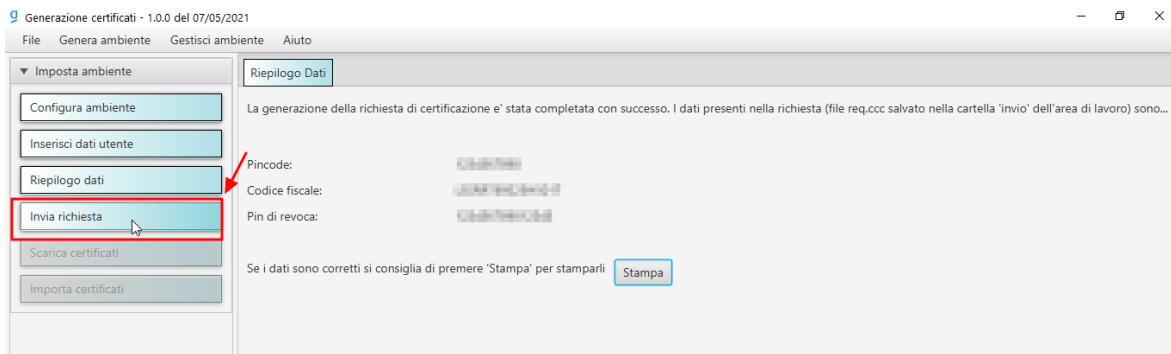 Generazione certificati - 1.0.0 del 07/05/2021
File Genera ambiente Gestisci ambiente Aiuto
Imposta ambiente
Configura ambiente
Inserisci dati utente
Riepilogo dati
Invia richiesta
Scarica certificati
Importa certificati
Riepilogo Dati
La generazione della richiesta di certificazione e' stata completata con successo. I dati presenti nella richiesta (file req.ccc salvato nella cartella 'invio' dell'area di lavoro) sono...
Pincode:
Codice fiscale:
Pin di revoca:
Se i dati sono corretti si consiglia di premere 'Stampa' per stamparli
Stampa